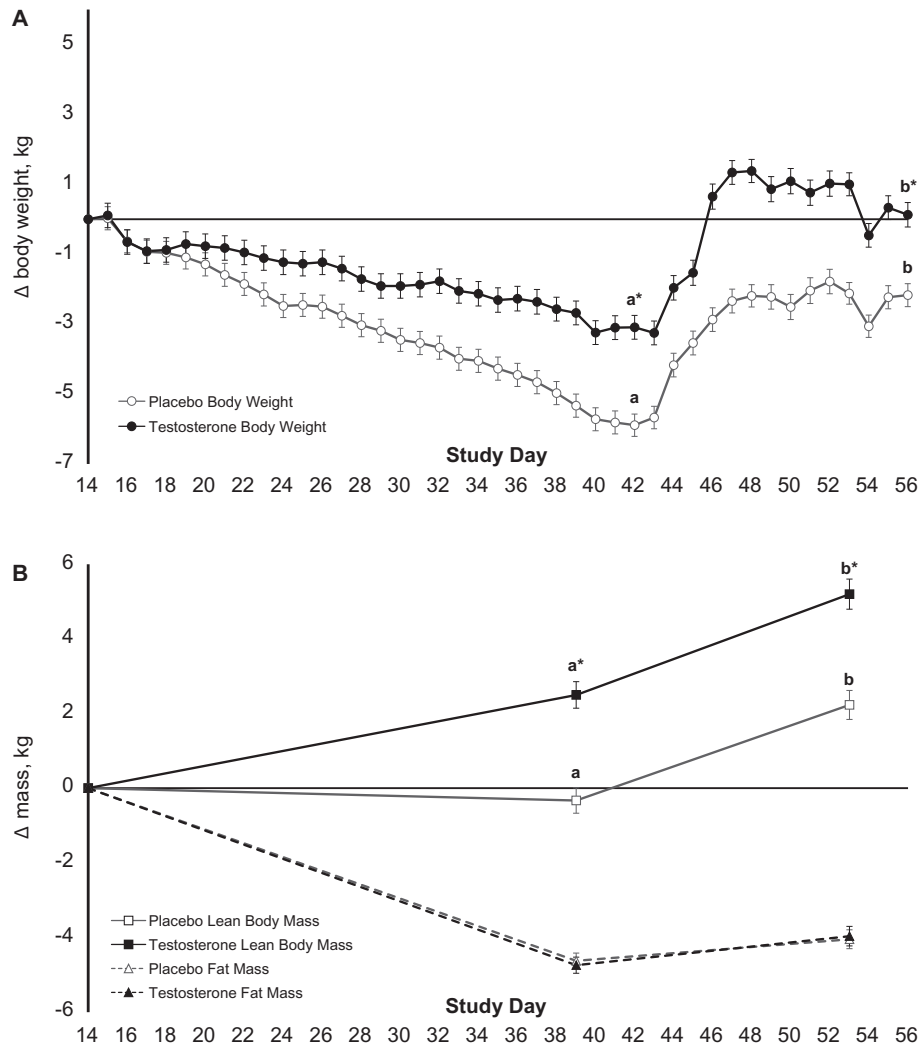 A
5
3
1
-1
-3
-5
-7
Δ body weight, kg
b*
b
a*
a
Placebo Body Weight
Testosterone Body Weight
Study Day
14 16 18 20 22 24 26 28 30 32 34 36 38 40 42 44 46 48 50 52 54 56
B
6
4
2
0
-2
-4
-6
Δ mass, kg
b*
a*
b
a
Placebo Lean Body Mass
Testosterone Lean Body Mass
Placebo Fat Mass
Testosterone Fat Mass
Study Day
14 16 18 20 22 24 26 28 30 32 34 36 38 40 42 44 46 48 50 52 54 56